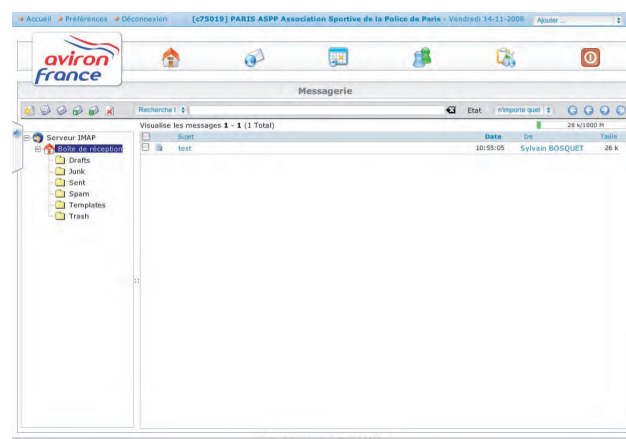 Accueil Préférences Déconnexion [c75019] PARIS ASPP Association Sportive de la Police de Paris - Vendredi 14-11-2008 Ajouter ...
aviron
france
Messagerie
Recherche Etat n'importe quel
Visualise les messages 1 - 1 (1 Total) 28 k/1000 M
Serveur IMAP
Sujet Date De Taille
Boîte de réception
test 10:55:05 Sylvain BOSQUET 26 k
Drafts
Junk
Sent
Spam
Templates
Trash